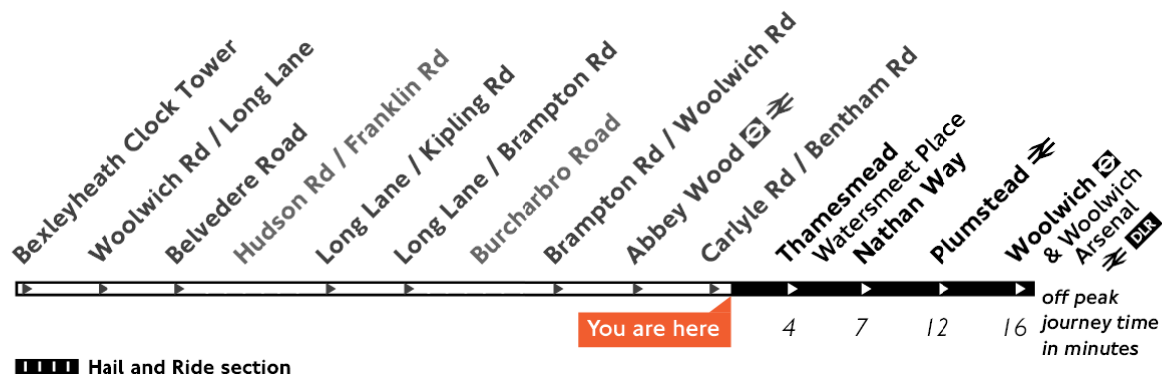 Bexleyheath Clock Tower
Woolwich Rd / Long Lane
Belvedere Road
Hudson Rd / Franklin Rd
Long Lane / Kipling Rd
Long Lane / Brampton Rd
Burcharbro Road
Brampton Rd / Woolwich Rd
Abbey Wood
Carlyle Rd / Bentham Rd
Thamesmead
Watersmeet Place
Nathan Way
Plumstead
Woolwich
& Woolwich
Arsenal
DLR
You are here
4
7
12
16
off peak
journey time
in minutes
Hail and Ride section